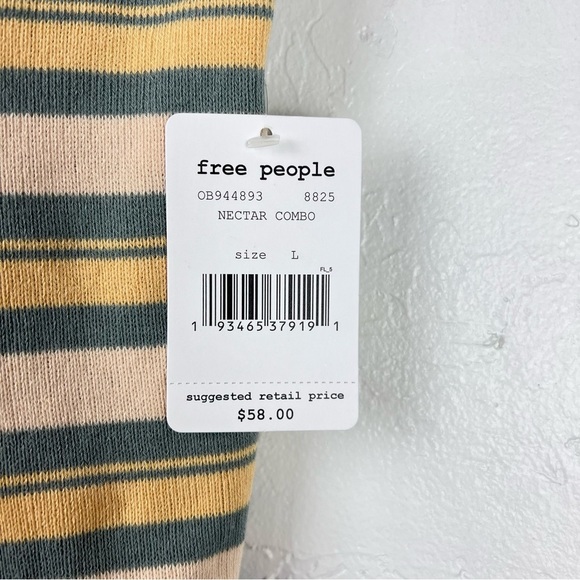 free people
OB944893 8825
NECTAR COMBO
size L
FL_5
1 93465 37919 1
suggested retail price
$58.00